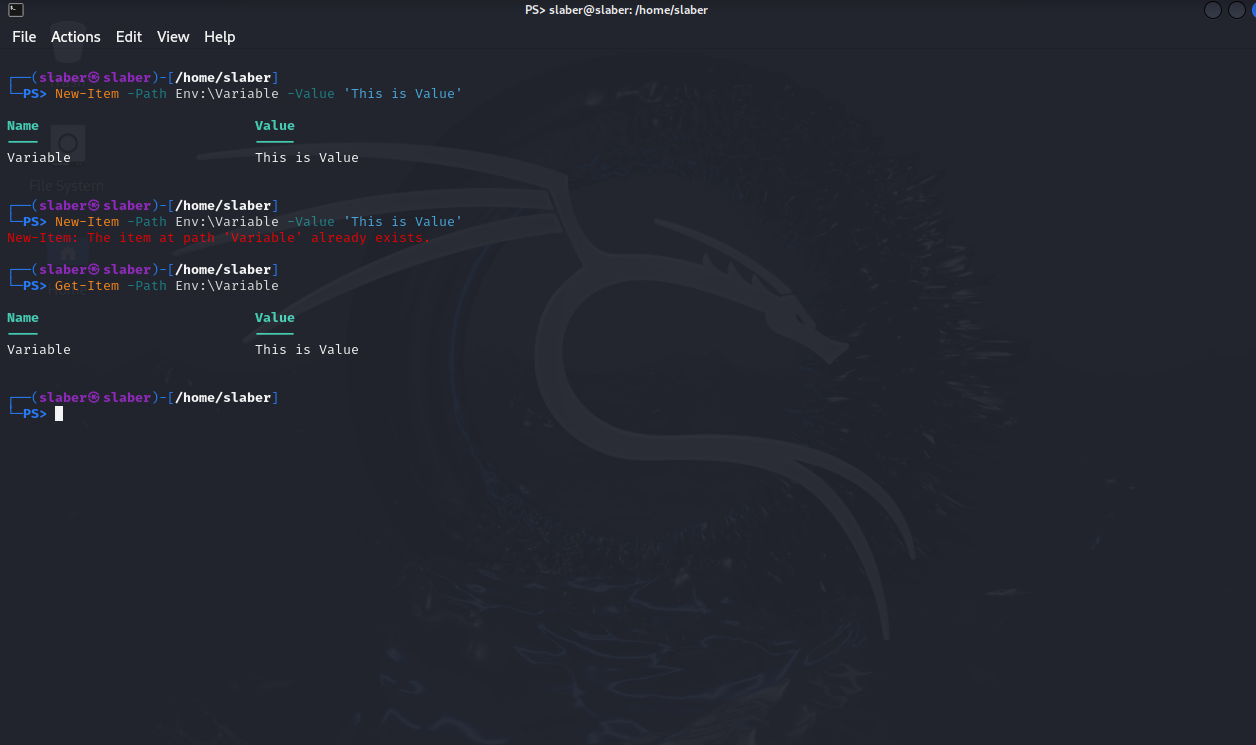 PS> slaber@slaber: /home/slaber
File Actions Edit View Help
┌──(slaber㉿slaber)-[/home/slaber]
└─PS> New-Item -Path Env:\Variable -Value 'This is Value'
Name Value
---- -----
Variable This is Value
┌──(slaber㉿slaber)-[/home/slaber]
└─PS> New-Item -Path Env:\Variable -Value 'This is Value'
New-Item: The item at path 'Variable' already exists.
┌──(slaber㉿slaber)-[/home/slaber]
└─PS> Get-Item -Path Env:\Variable
Name Value
---- -----
Variable This is Value
┌──(slaber㉿slaber)-[/home/slaber]
└─PS>
File System
Home